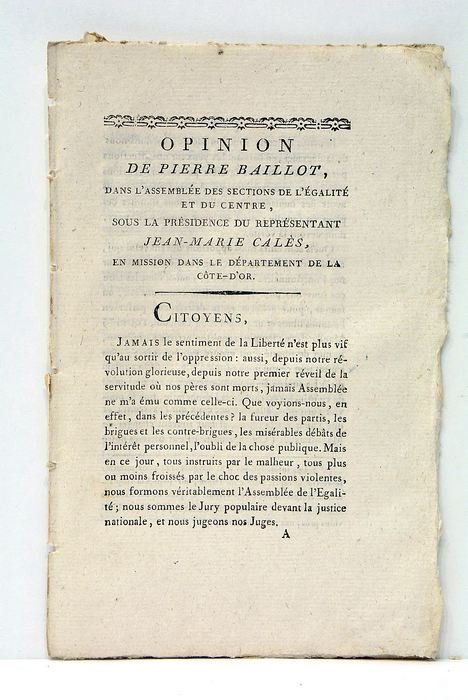 OPINION
DE PIERRE BAILLOT,
DANS L'ASSEMBLÉE DES SECTIONS DE L'ÉGALITÉ
ET DU CENTRE,
SOUS LA PRÉSIDENCE DU REPRÉSENTANT
JEAN-MARIE CALÈS,
EN MISSION DANS LE DÉPARTEMENT DE LA
CÔTE-D'OR.
CITOYENS,
JAMAIS le sentiment de la Liberté n'est plus vif
qu'au sortir de l'oppression : aussi, depuis notre ré-
volution glorieuse, depuis notre premier réveil de la
servitude où nos pères sont morts, jamais Assemblée
ne m'a ému comme celle-ci. Que voyions-nous, en
effet, dans les précédentes? la fureur des partis, les
brigues et les contre-brigues, les misérables débâts de
l'intérêt personnel, l'oubli de la chose publique. Mais
en ce jour, tous instruits par le malheur, tous plus
ou moins froissés par le choc des passions violentes,
nous formons véritablement l'Assemblée de l'Egali-
té; nous sommes le Jury populaire devant la justice
nationale, et nous jugeons nos Juges.
A